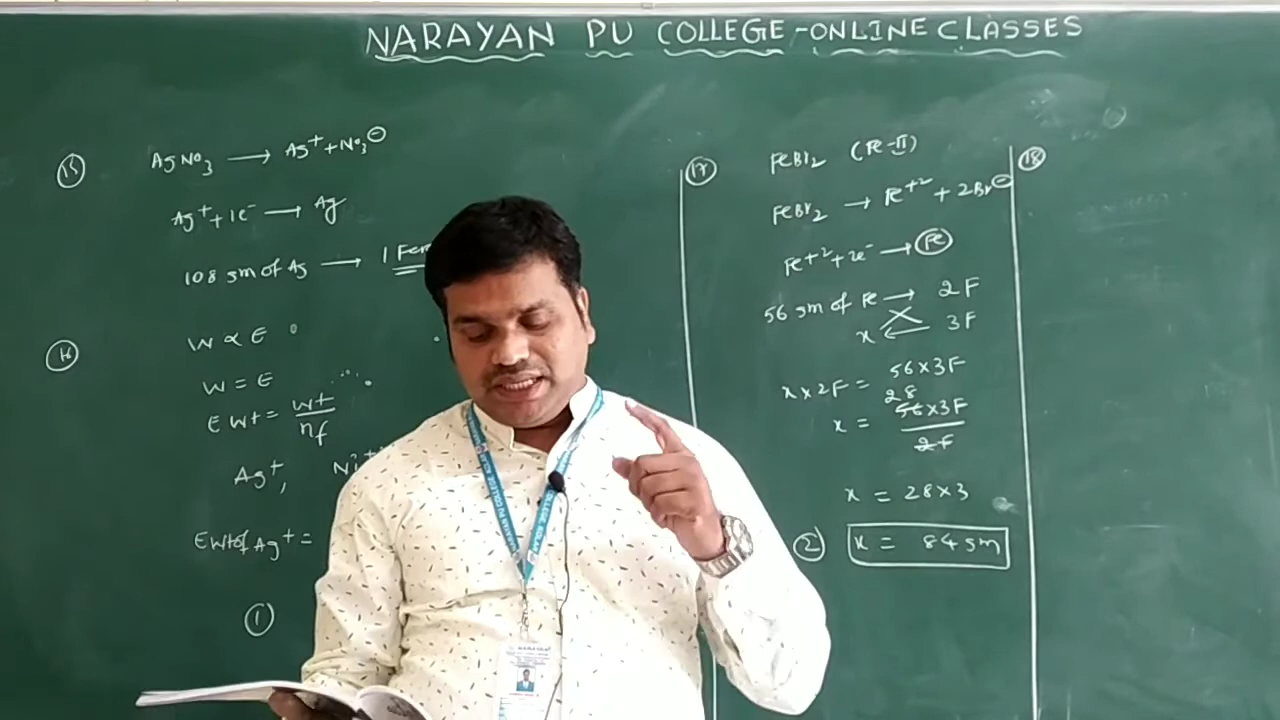 NARAYAN PU COLLEGE - ONLINE CLASSES
15 AgNO3 → Ag+ + NO3⊖
Ag+ + 1e- → Ag
108 gm of Ag → 1
16
W ∝ E
W = E
EWt = wt/nf
Ag+,
EWt of Ag+ =
1
17 FeBr2 (Fe-II)
FeBr2 → Fe+2 + 2Br⊖
Fe+2 + 2e- → Fe
56 gm of Fe → 2F
x ← 3F
x × 2F = 56 × 3F
x = 28 56 × 3F / 2F
x = 28 × 3
2 x = 84 gm
18